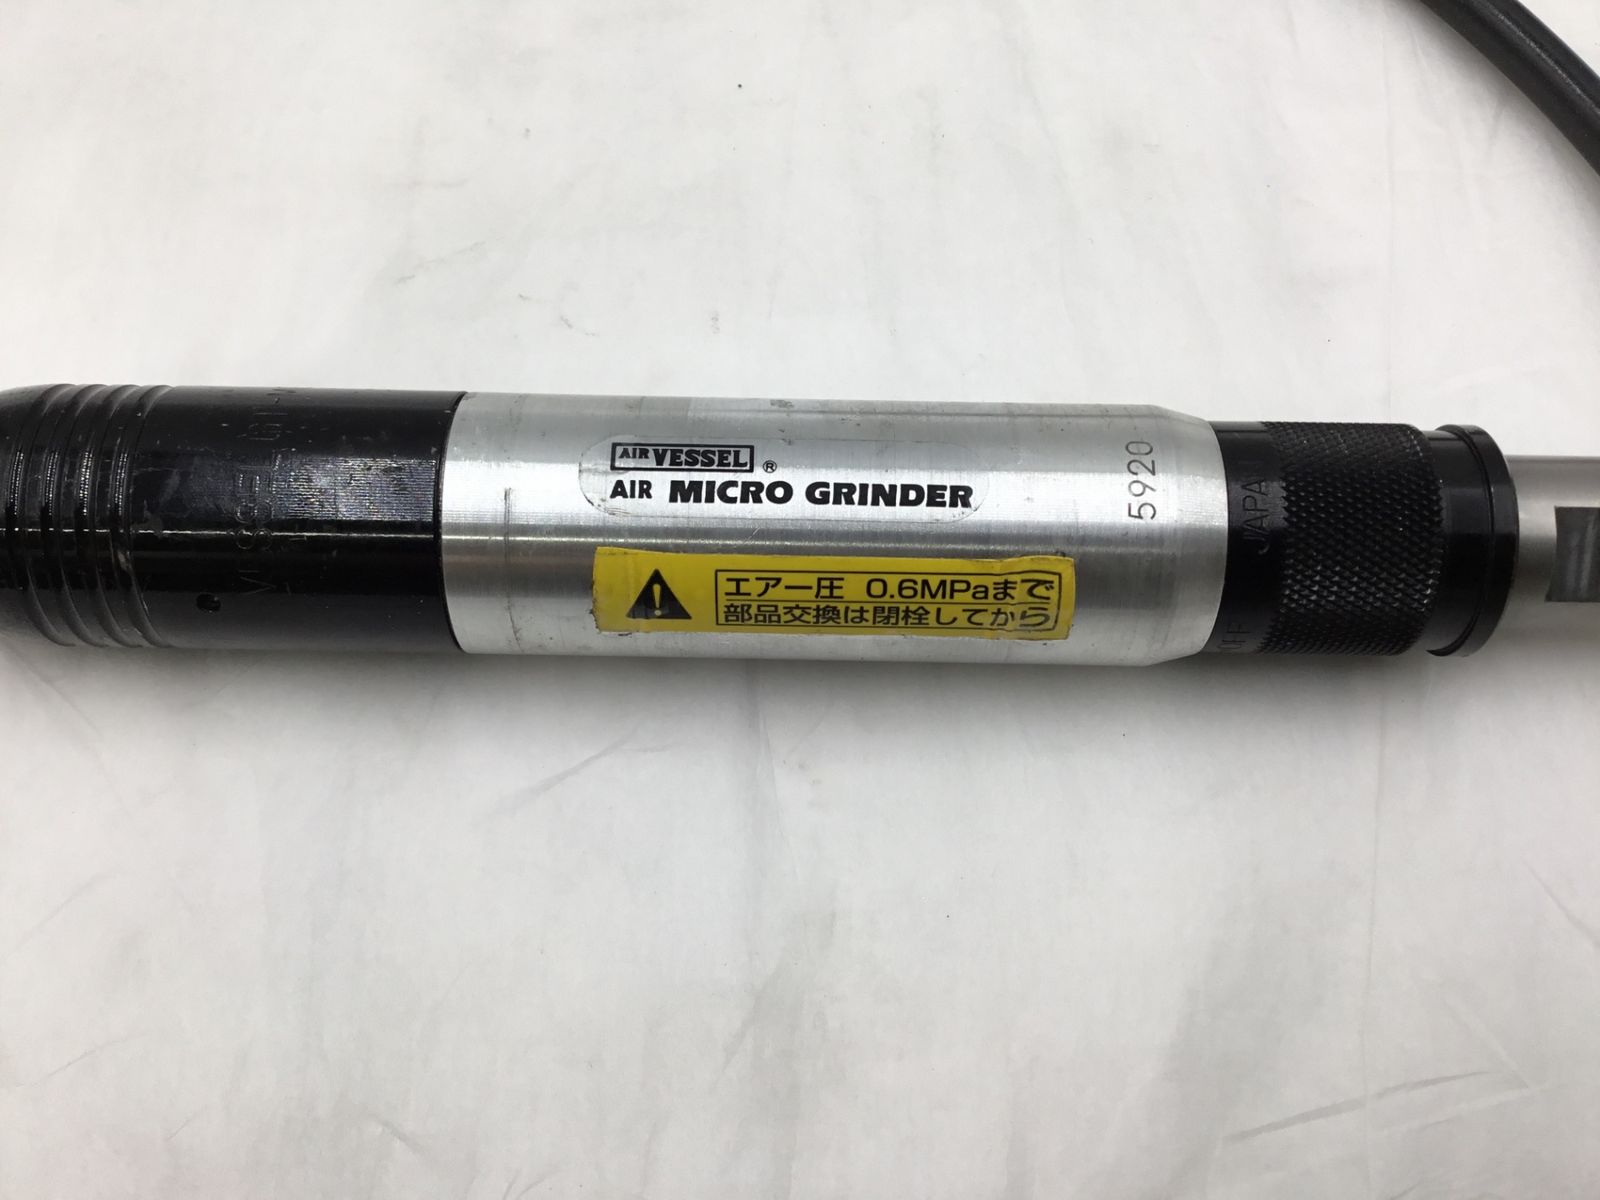 AIR VESSEL ®
AIR MICRO GRINDER
エアー圧 0.6MPaまで
部品交換は閉栓してから
5920
JAPAN
OFF